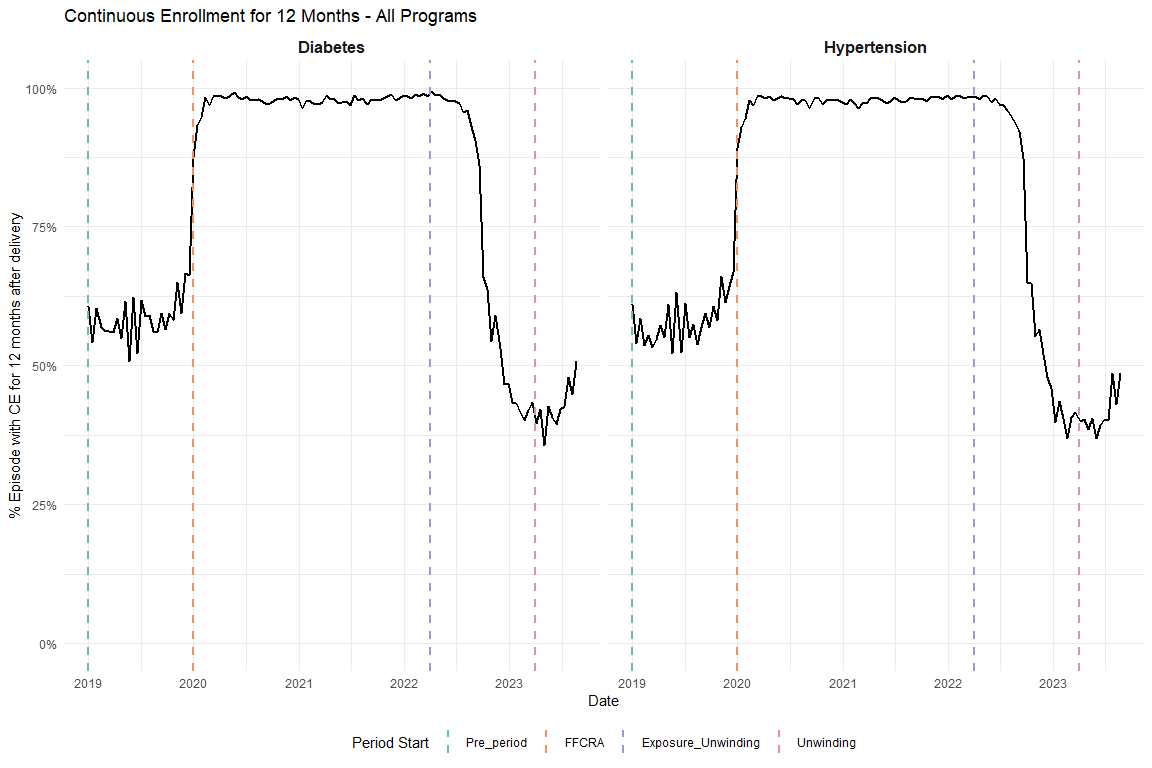 Continuous Enrollment for 12 Months - All Programs
Diabetes
Hypertension
% Episode with CE for 12 months after delivery
100%
75%
50%
25%
0%
2019 2020 2021 2022 2023
2019 2020 2021 2022 2023
Date
Period Start Pre_period FFCRA Exposure_Unwinding Unwinding